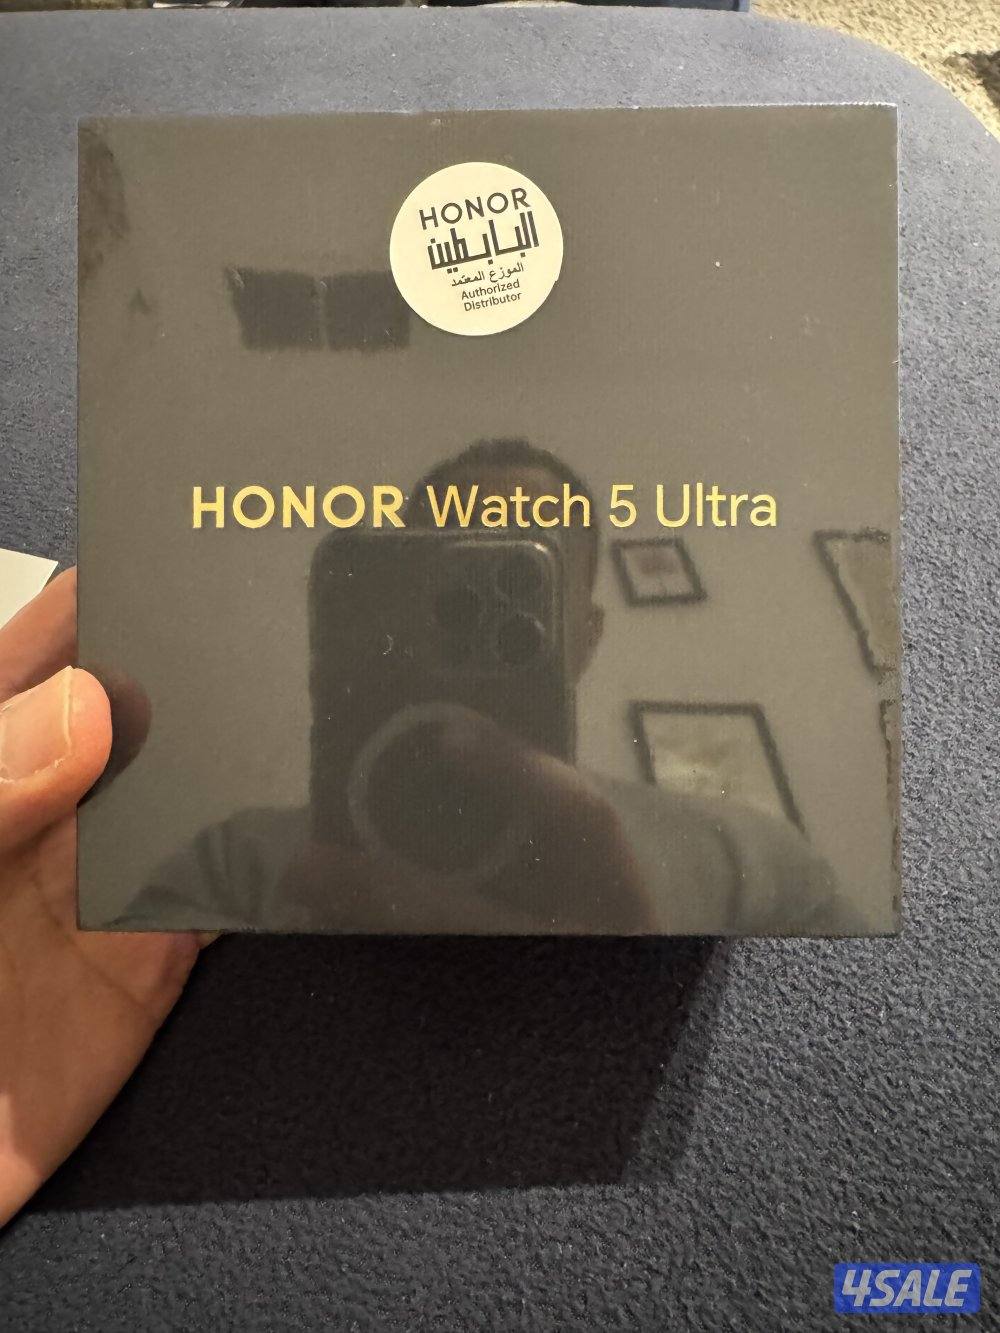 HONOR
البابطين
الموزع المعتمد
Authorized
Distributor
HONOR Watch 5 Ultra
4SALE